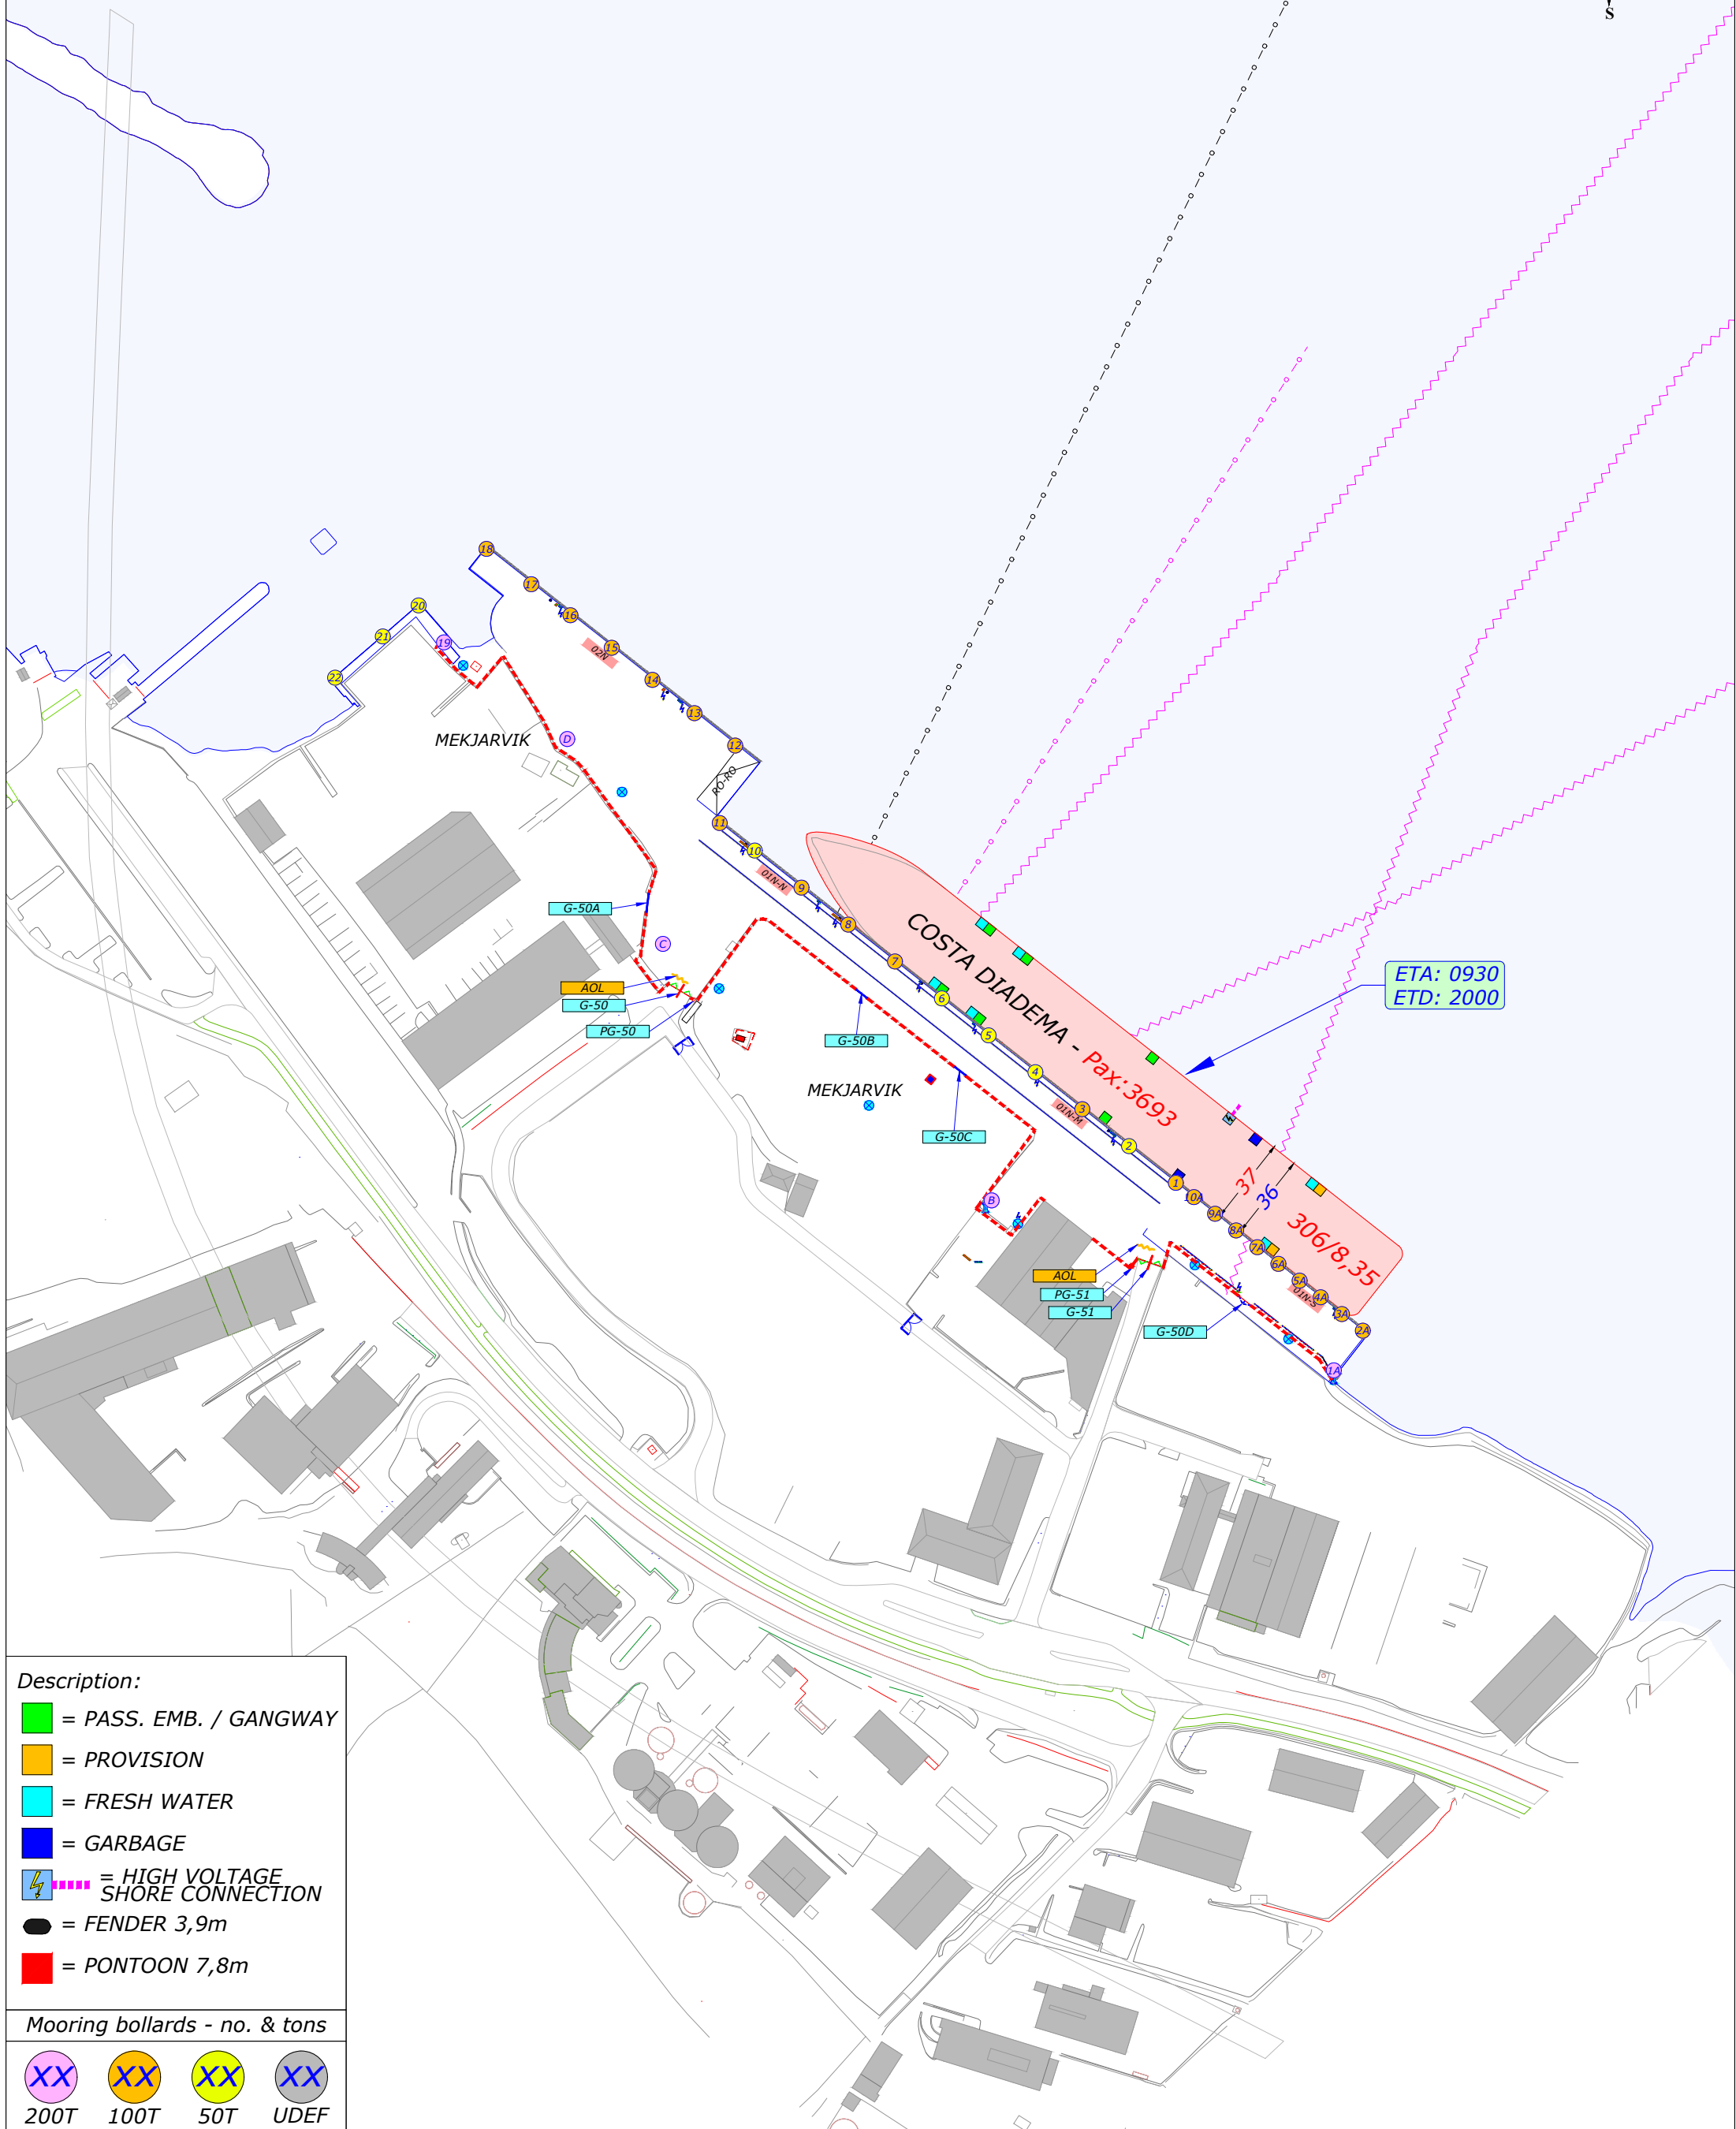 S
18
17
16
15
02N
14
13
12
RO-RO
20
21
19
22
MEKJARVIK
D
11
10
01N-N
9
8
7
6
5
4
3
01N-M
2
1
10A
9A
8A
7A
6A
5A
01N-S
4A
3A
2A
1A
COSTA DIADEMA - Pax:3693
37
36
306/8,35
ETA: 0930
ETD: 2000
G-50A
C
AOL
G-50
PG-50
G-50B
MEKJARVIK
G-50C
B
AOL
PG-51
G-51
G-50D
Description:
= PASS. EMB. / GANGWAY
= PROVISION
= FRESH WATER
= GARBAGE
= HIGH VOLTAGE
SHORE CONNECTION
= FENDER 3,9m
= PONTOON 7,8m
Mooring bollards - no. & tons
XX XX XX XX
200T 100T 50T UDEF